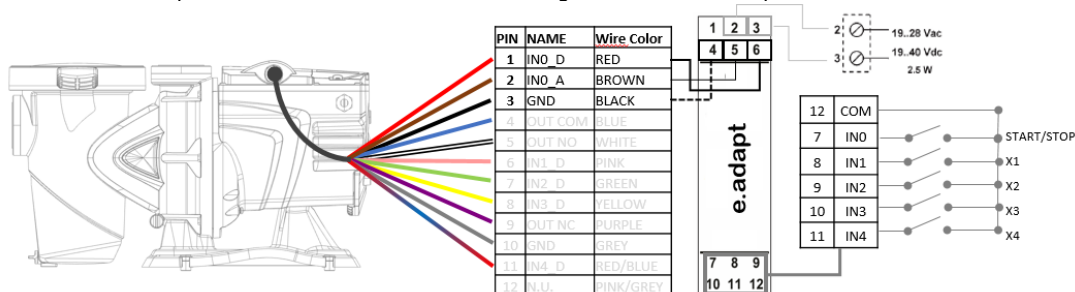 PIN NAME Wire Color
1 IN0_D RED
2 IN0_A BROWN
3 GND BLACK
4 OUT COM BLUE
5 OUT NO WHITE
6 IN1_D PINK
7 IN2_D GREEN
8 IN3_D YELLOW
9 OUT NC PURPLE
10 GND GREY
11 IN4_D RED/BLUE
12 N.U. PINK/GREY
1 2 3
4 5 6
e.adapt
7 8 9
10 11 12
2 19..28 Vac
3 19..40 Vdc
2.5 W
12 COM
7 IN0 START/STOP
8 IN1 X1
9 IN2 X2
10 IN3 X3
11 IN4 X4